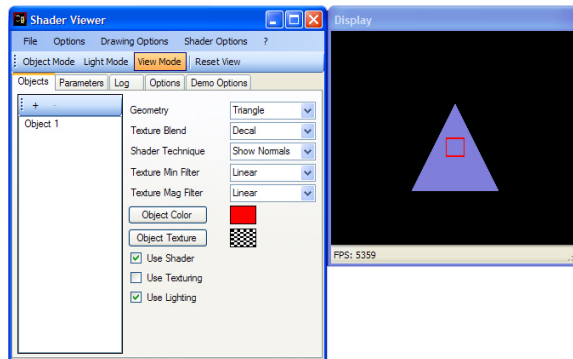 Shader Viewer
File Options Drawing Options Shader Options ?
Object Mode Light Mode View Mode Reset View
Objects Parameters Log Options Demo Options
+ -
Object 1
Geometry Triangle
Texture Blend Decal
Shader Technique Show Normals
Texture Min Filter Linear
Texture Mag Filter Linear
Object Color
Object Texture
Use Shader
Use Texturing
Use Lighting
Display
FPS: 5359